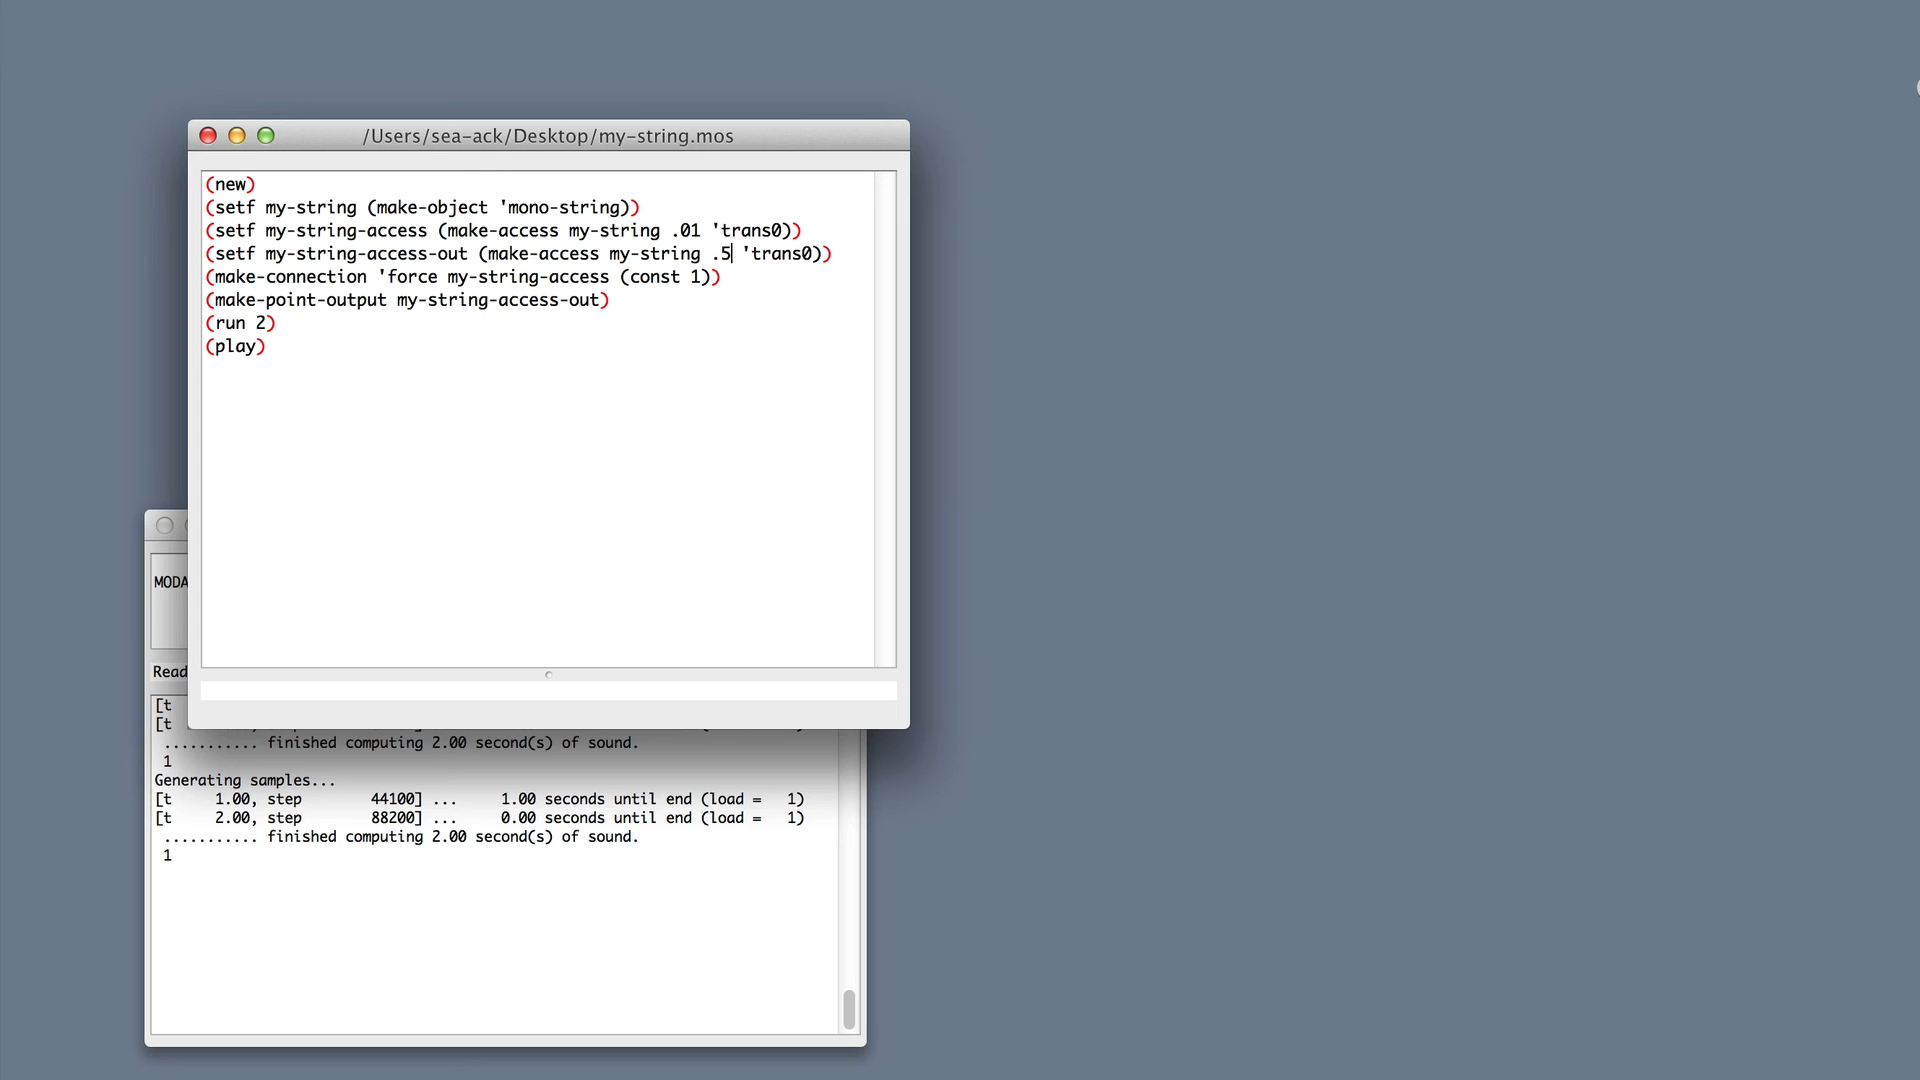 /Users/sea-ack/Desktop/my-string.mos
(new)
(setf my-string (make-object 'mono-string))
(setf my-string-access (make-access my-string .01 'trans0))
(setf my-string-access-out (make-access my-string .5 'trans0))
(make-connection 'force my-string-access (const 1))
(make-point-output my-string-access-out)
(run 2)
(play)
MODA
Read
[t
[t
........... finished computing 2.00 second(s) of sound.
1
Generating samples...
[t 1.00, step 44100] ... 1.00 seconds until end (load = 1)
[t 2.00, step 88200] ... 0.00 seconds until end (load = 1)
........... finished computing 2.00 second(s) of sound.
1